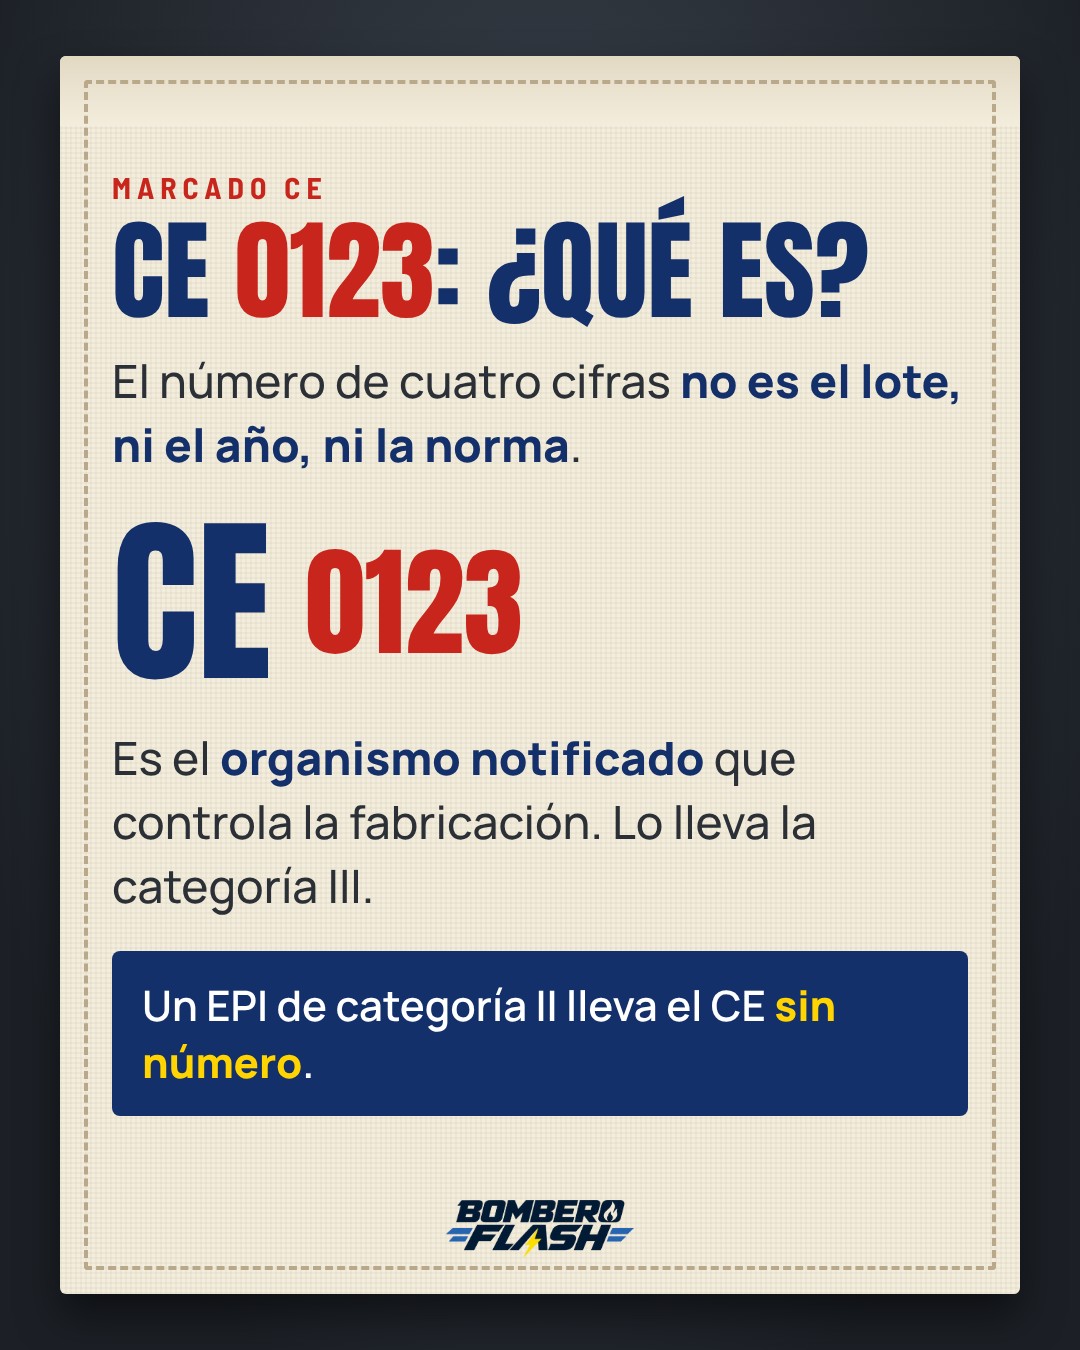 MARCADO CE
CE 0123: ¿QUÉ ES?
El número de cuatro cifras no es el lote,
ni el año, ni la norma.
CE 0123
Es el organismo notificado que
controla la fabricación. Lo lleva la
categoría III.
Un EPI de categoría II lleva el CE sin
número.
BOMBERO
FLASH